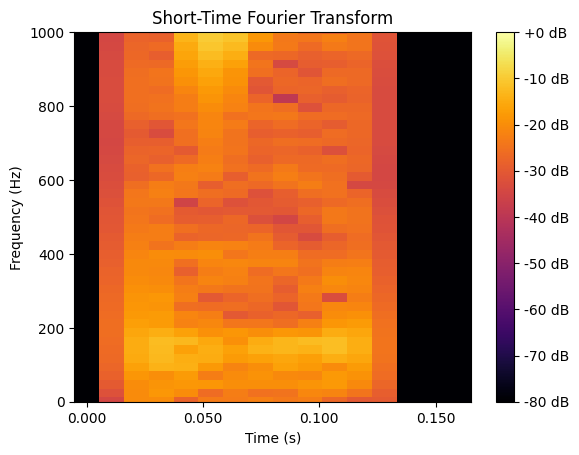 Short-Time Fourier Transform
Frequency (Hz)
1000
800
600
400
200
0
0.000
0.050
0.100
0.150
Time (s)
+0 dB
-10 dB
-20 dB
-30 dB
-40 dB
-50 dB
-60 dB
-70 dB
-80 dB